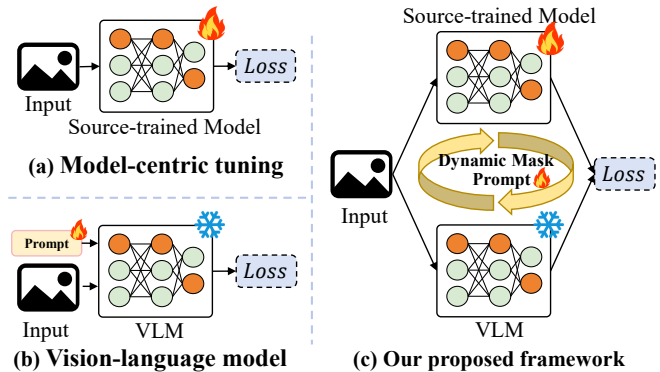 Input
Source-trained Model
Loss
(a) Model-centric tuning
Prompt
Input
VLM
Loss
(b) Vision-language model
Source-trained Model
Input
Dynamic Mask
Prompt
Loss
VLM
(c) Our proposed framework